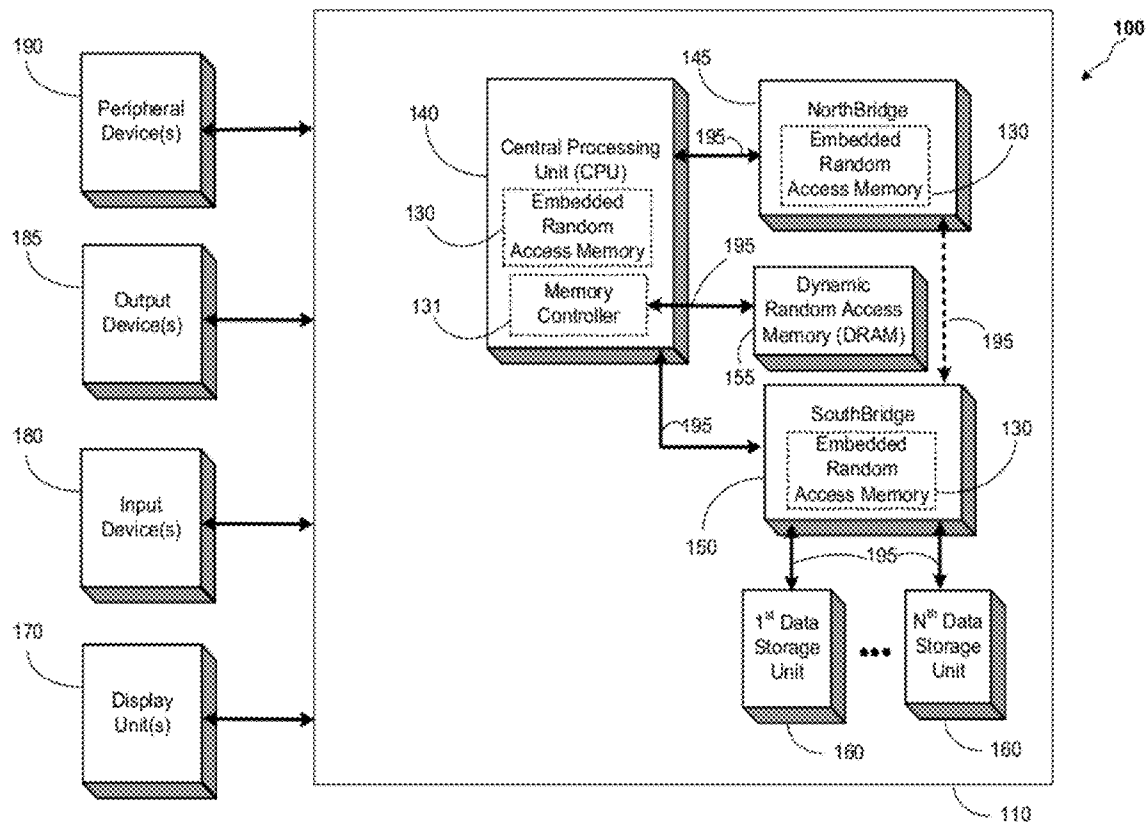 100
190
Peripheral
Device(s)
185
Output
Device(s)
180
Input
Device(s)
170
Display
Unit(s)
140
Central Processing
Unit (CPU)
130
Embedded
Random
Access Memory
131
Memory
Controller
195
145
NorthBridge
Embedded
Random
Access Memory
130
195
Dynamic
Random Access
Memory (DRAM)
155
195
195
SouthBridge
Embedded
Random
Access Memory
130
150
195
1st Data
Storage
Unit
•••
Nth Data
Storage
Unit
160
160
110